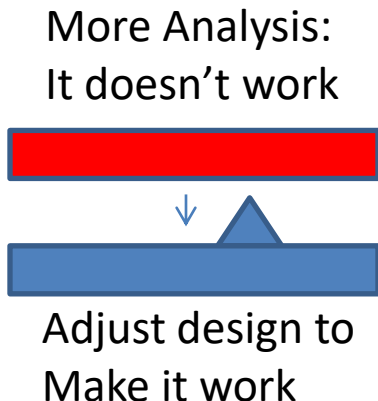 More Analysis:
It doesn’t work
Adjust design to
Make it work